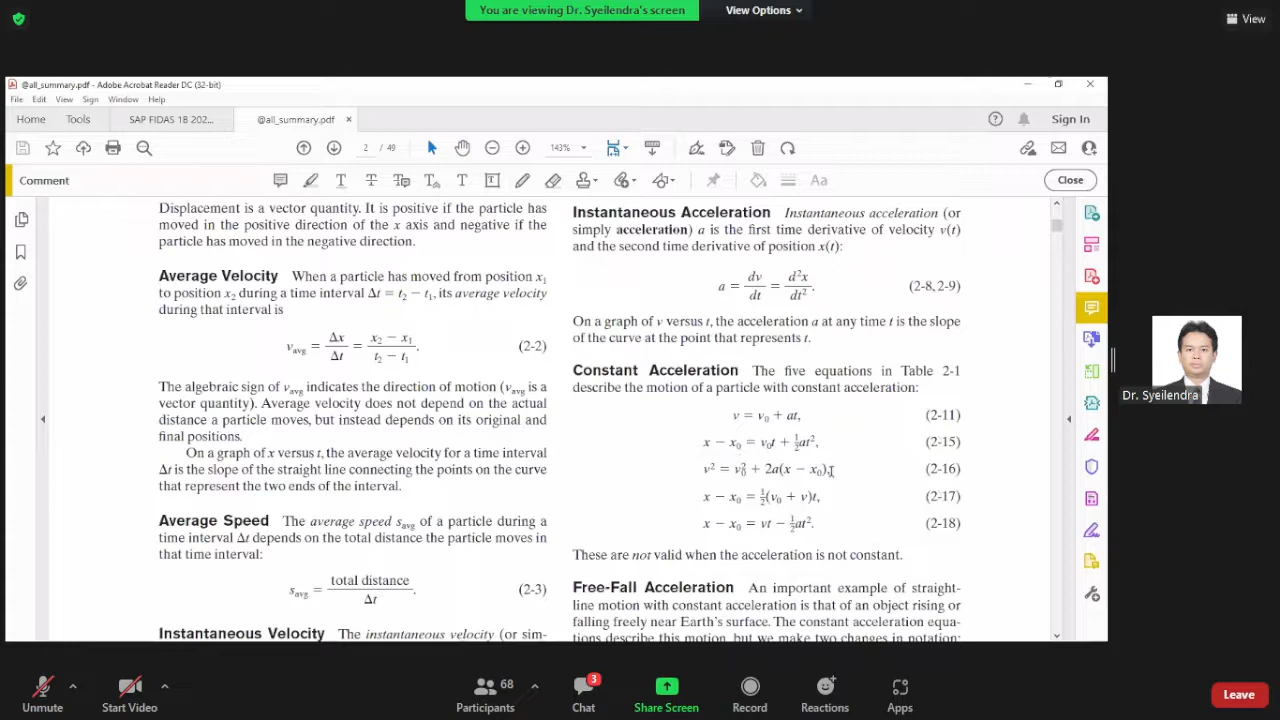 You are viewing Dr. Syeilendra's screen
View Options
View
@all_summary.pdf - Adobe Acrobat Reader DC (32-bit)
File Edit View Sign Window Help
Home Tools SAP FIDAS 1B 202... @all_summary.pdf ×
Sign In
2 / 49
143%
Comment
Close
Displacement is a vector quantity. It is positive if the particle has
moved in the positive direction of the x axis and negative if the
particle has moved in the negative direction.
Average Velocity When a particle has moved from position x₁
to position x₂ during a time interval Δt = t₂ − t₁, its average velocity
during that interval is
v_avg = Δx/Δt = (x₂ − x₁)/(t₂ − t₁). (2-2)
The algebraic sign of v_avg indicates the direction of motion (v_avg is a
vector quantity). Average velocity does not depend on the actual
distance a particle moves, but instead depends on its original and
final positions.
On a graph of x versus t, the average velocity for a time interval
Δt is the slope of the straight line connecting the points on the curve
that represent the two ends of the interval.
Average Speed The average speed s_avg of a particle during a
time interval Δt depends on the total distance the particle moves in
that time interval:
s_avg = total distance/Δt. (2-3)
Instantaneous Velocity The instantaneous velocity (or sim-
Instantaneous Acceleration Instantaneous acceleration (or
simply acceleration) a is the first time derivative of velocity v(t)
and the second time derivative of position x(t):
a = dv/dt = d²x/dt². (2-8, 2-9)
On a graph of v versus t, the acceleration a at any time t is the slope
of the curve at the point that represents t.
Constant Acceleration The five equations in Table 2-1
describe the motion of a particle with constant acceleration:
v = v₀ + at, (2-11)
x − x₀ = v₀t + ½at², (2-15)
v² = v₀² + 2a(x − x₀), (2-16)
x − x₀ = ½(v₀ + v)t, (2-17)
x − x₀ = vt − ½at². (2-18)
These are not valid when the acceleration is not constant.
Free-Fall Acceleration An important example of straight-
line motion with constant acceleration is that of an object rising or
falling freely near Earth's surface. The constant acceleration equa-
tions describe this motion, but we make two changes in notation:
Dr. Syeilendra
Unmute
Start Video
68
Participants
3
Chat
Share Screen
Record
Reactions
Apps
Leave